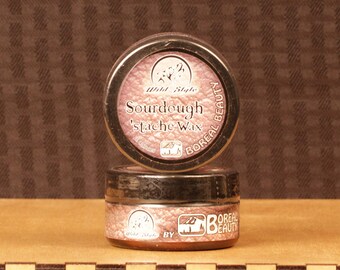 Wild Style
Sourdough
'stache Wax
BOREAL BEAUTY
BY
BOREAL
BEAUTY